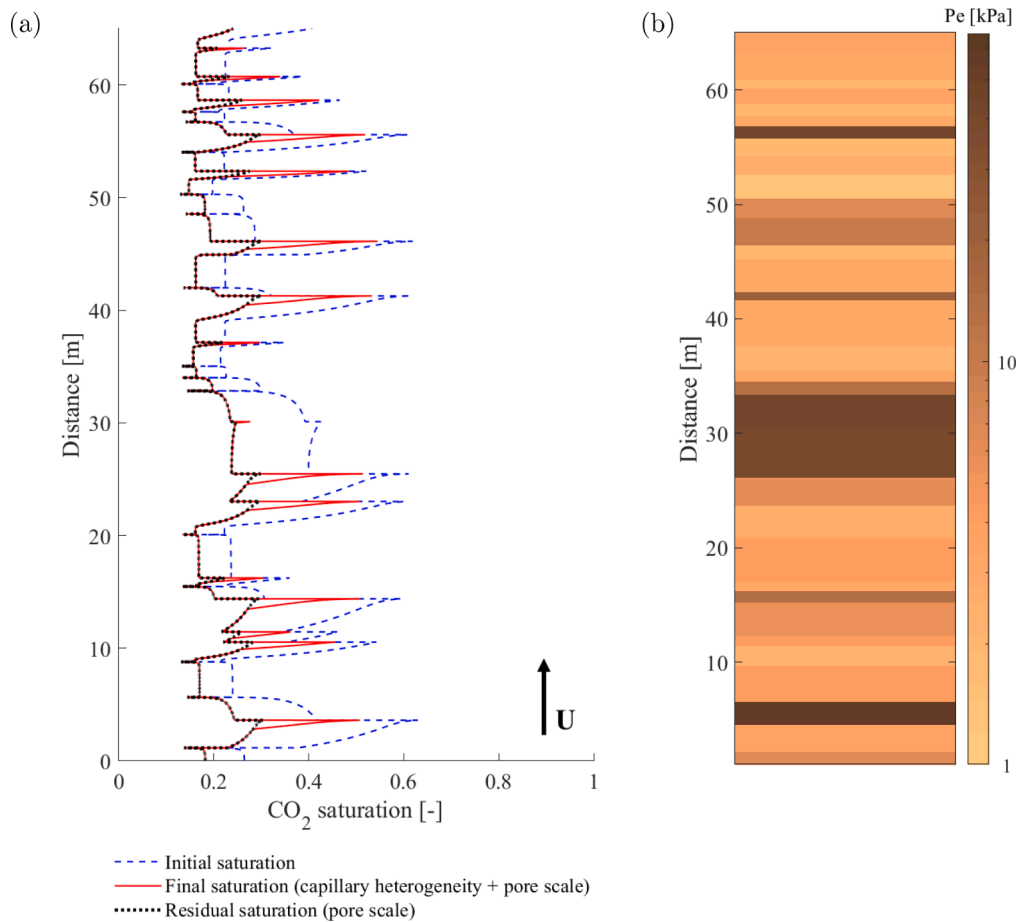 (a)
60
50
40
30
20
10
0
Distance [m]
0 0.2 0.4 0.6 0.8 1
CO2 saturation [-]
U
Initial saturation
Final saturation (capillary heterogeneity + pore scale)
Residual saturation (pore scale)
(b)
Pe [kPa]
60
50
40
30
20
10
Distance [m]
10
1